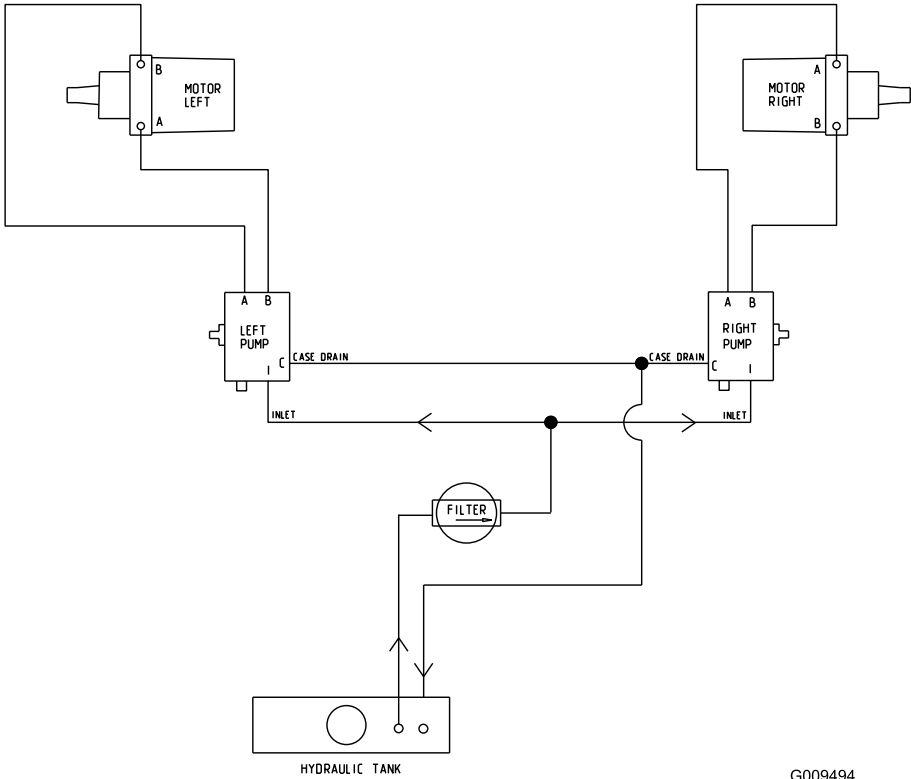 B
MOTOR
LEFT
A
A
MOTOR
RIGHT
B
A B
LEFT
PUMP
C
I
CASE DRAIN
INLET
A B
RIGHT
PUMP
C
I
CASE DRAIN
INLET
FILTER
HYDRAULIC TANK
G009494